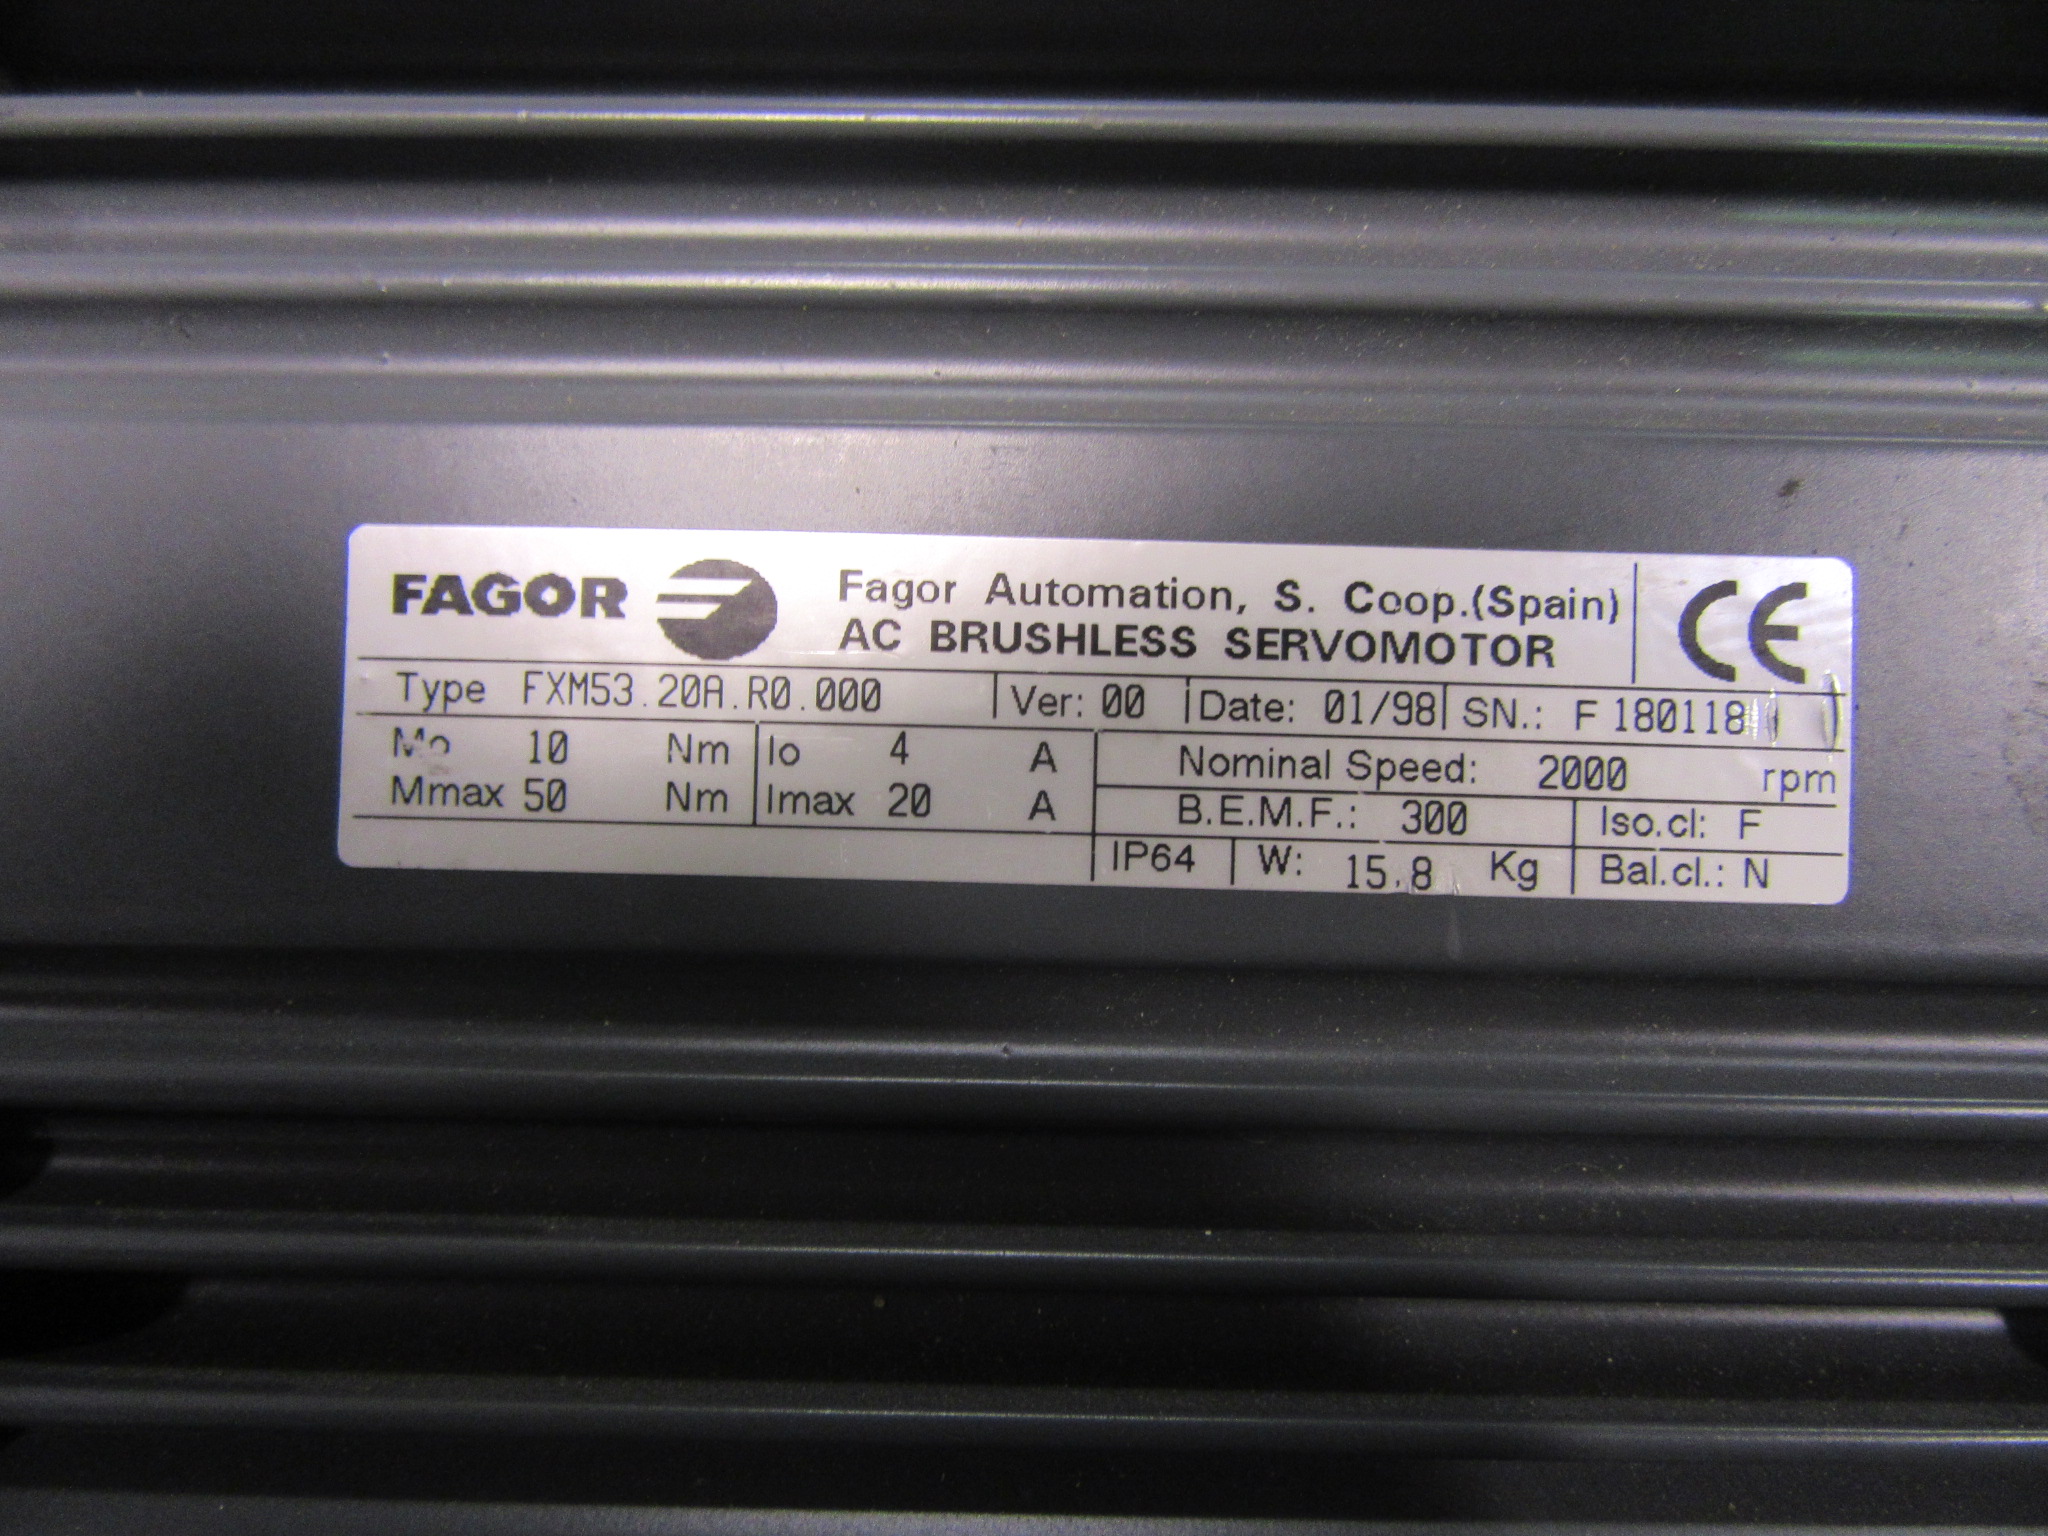 FAGOR
Fagor Automation, S. Coop.(Spain)
AC BRUSHLESS SERVOMOTOR
CE
Type FXM53.20A.R0.000 Ver: 00 Date: 01/98 SN.: F 180118
Mo 10 Nm Io 4 A Nominal Speed: 2000 rpm
Mmax 50 Nm Imax 20 A B.E.M.F.: 300 Iso.cl: F
IP64 W: 15.8 Kg Bal.cl.: N